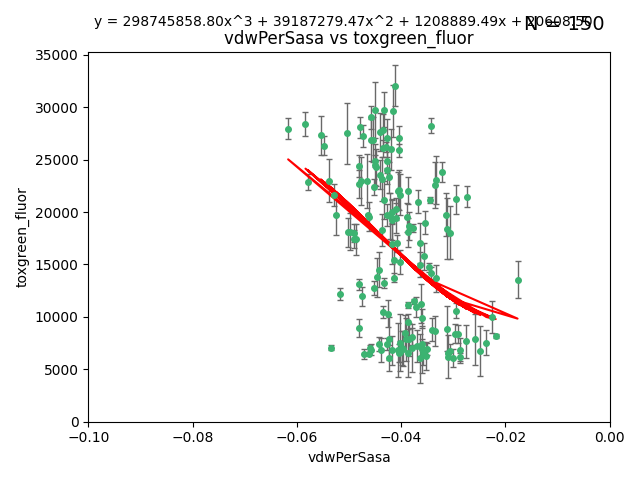 y = 298745858.80x^3 + 39187279.47x^2 + 1208889.49x +
N = 150
vdwPerSasa vs toxgreen_fluor
35000
30000
25000
20000
15000
10000
5000
0
toxgreen_fluor
−0.10
−0.08
−0.06
−0.04
−0.02
0.00
vdwPerSasa